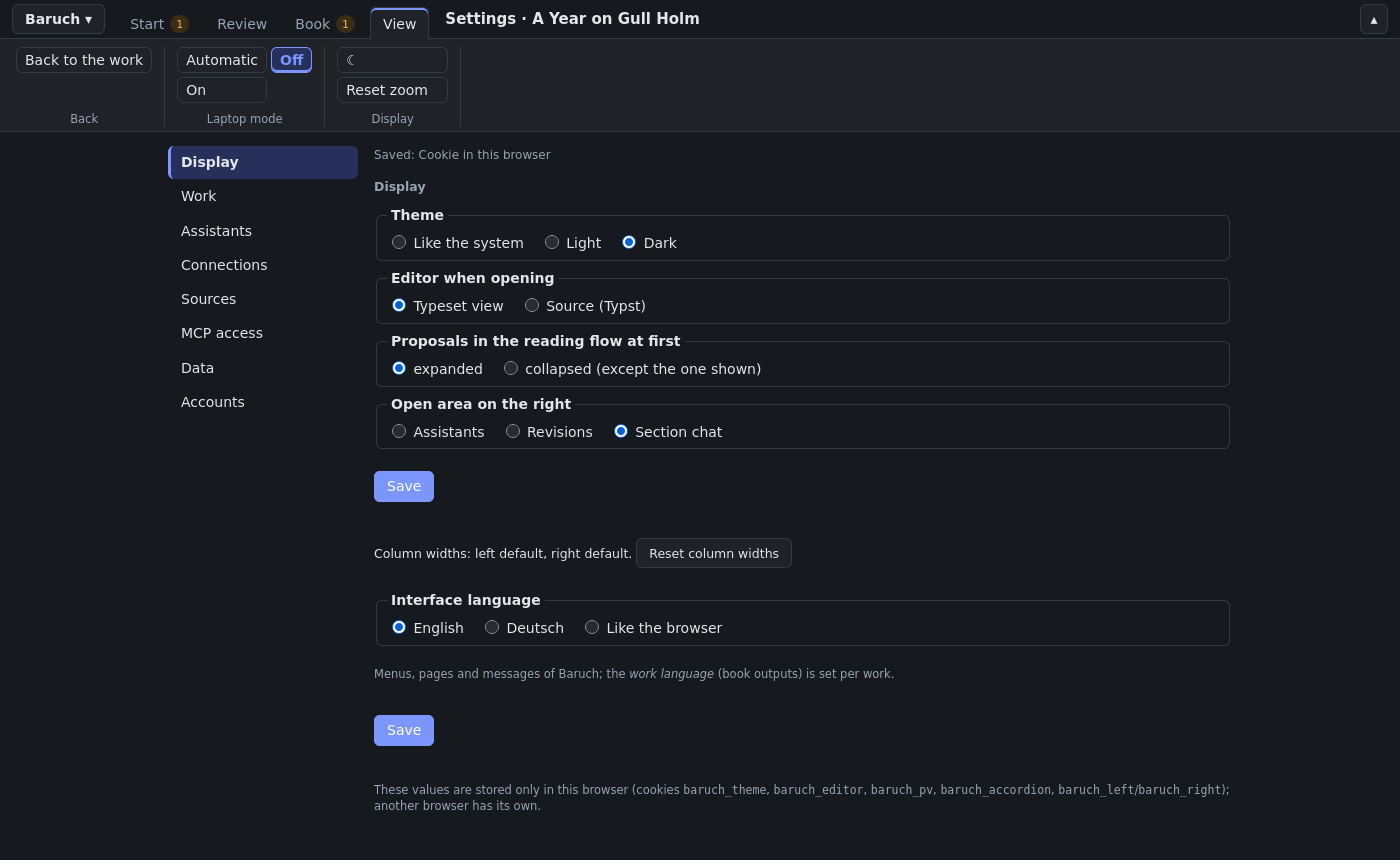 Baruch ▾ Start 1 Review Book 1 View Settings · A Year on Gull Holm ▴
Back to the work Automatic Off ☾
On Reset zoom
Back Laptop mode Display
Display
Work
Assistants
Connections
Sources
MCP access
Data
Accounts
Saved: Cookie in this browser
Display
Theme
Like the system Light Dark
Editor when opening
Typeset view Source (Typst)
Proposals in the reading flow at first
expanded collapsed (except the one shown)
Open area on the right
Assistants Revisions Section chat
Save
Column widths: left default, right default. Reset column widths
Interface language
English Deutsch Like the browser
Menus, pages and messages of Baruch; the work language (book outputs) is set per work.
Save
These values are stored only in this browser (cookies baruch_theme, baruch_editor, baruch_pv, baruch_accordion, baruch_left/baruch_right);
another browser has its own.